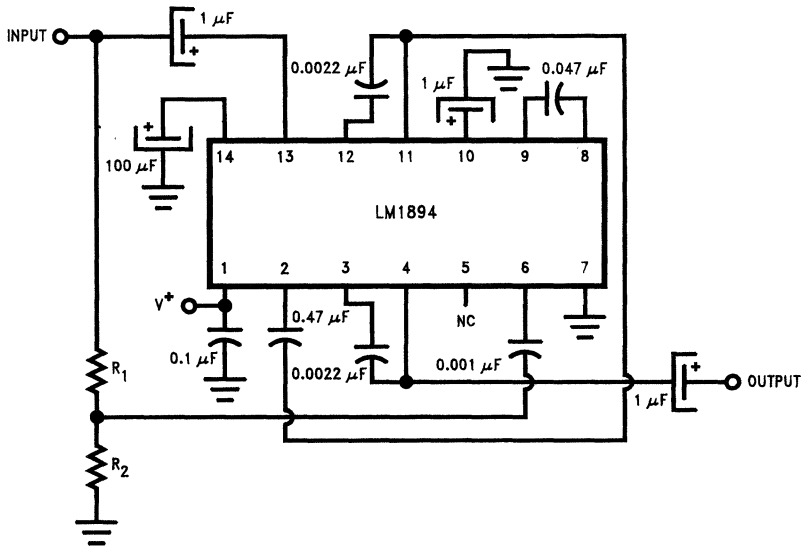 1 μF
INPUT
0.0022 μF
1 μF
0.047 μF
+
+
+
100 μF
14 13 12 11 10 9 8
LM1894
1 2 3 4 5 6 7
V+
0.47 μF
NC
0.1 μF
0.0022 μF
0.001 μF
+
R1
OUTPUT
1 μF
R2